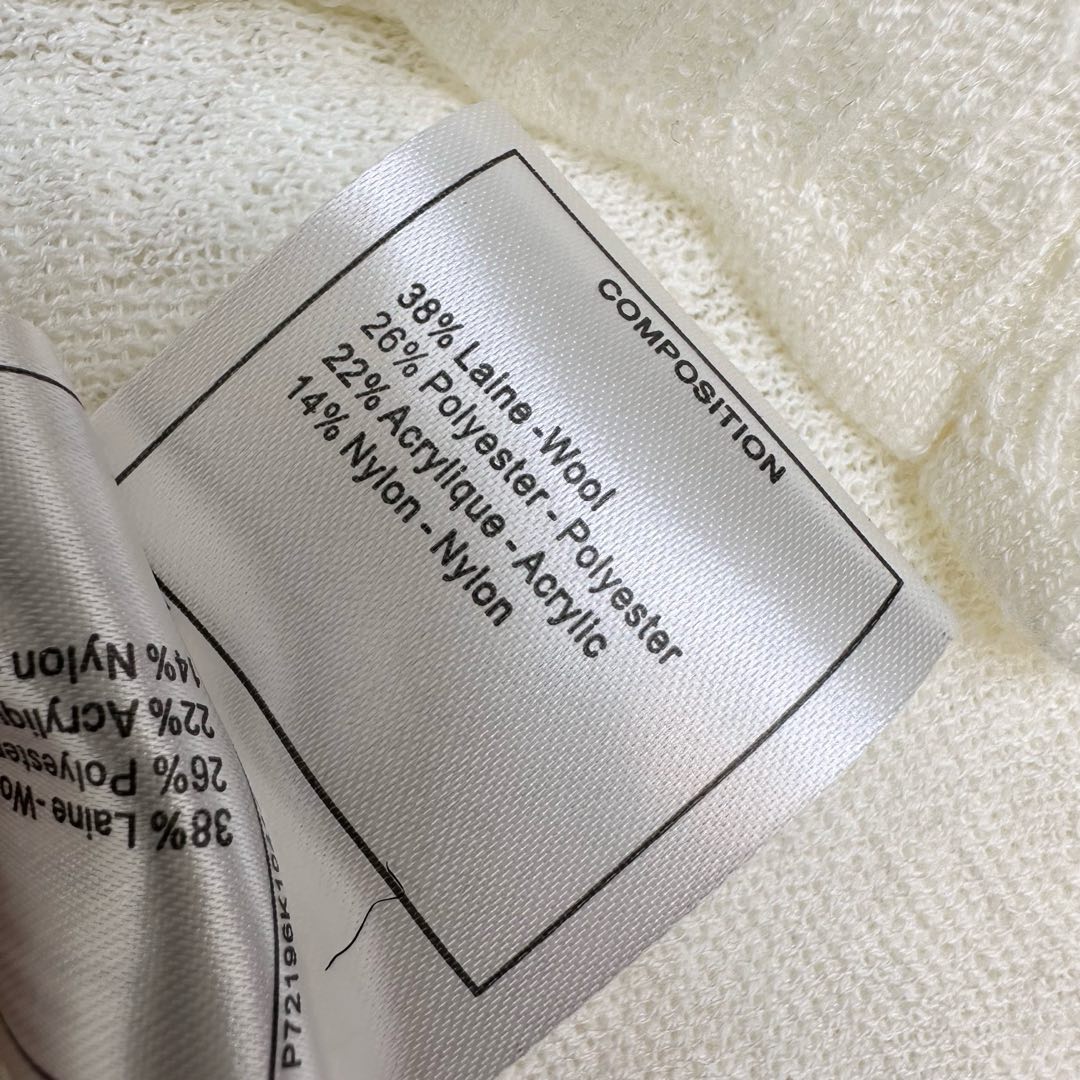 COMPOSITION
38% Laine -Wool
26% Polyester - Polyester
22% Acrylique - Acrylic
14% Nylon - Nylon
38% Laine -Wo
26% Polyester
22% Acryliq
14% Nylon